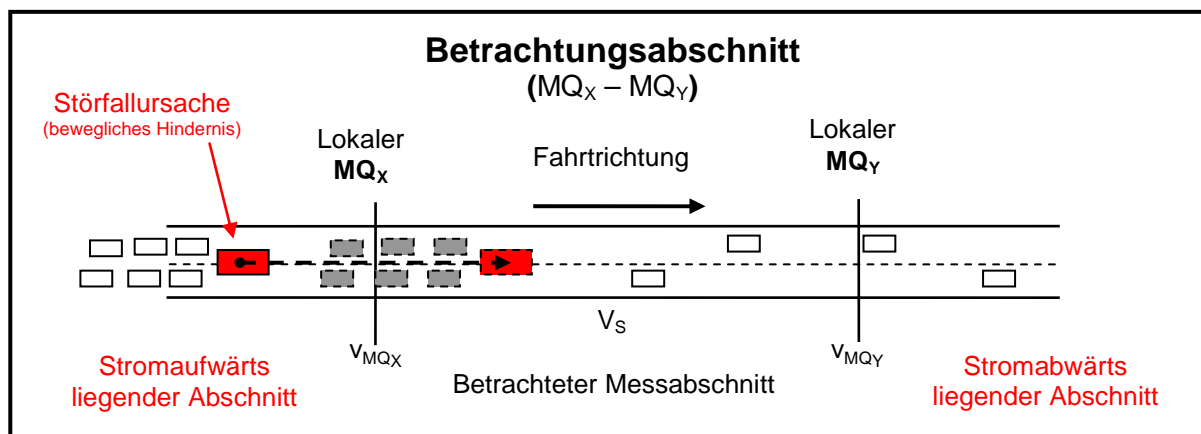 Betrachtungsabschnitt
(MQX – MQY)
Störfallursache
(bewegliches Hindernis)
Lokaler
MQX
Fahrtrichtung
Lokaler
MQY
VS
vMQX
vMQY
Stromaufwärts
liegender Abschnitt
Betrachteter Messabschnitt
Stromabwärts
liegender Abschnitt